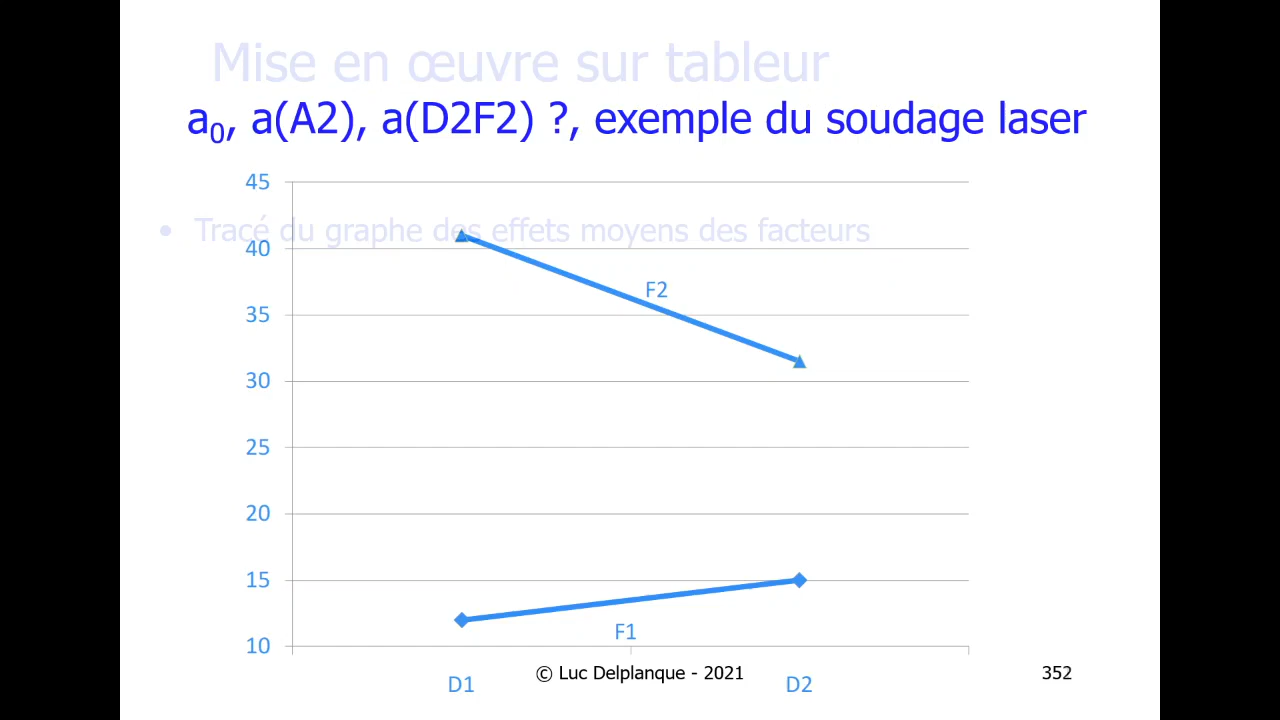 Mise en œuvre sur tableur
a0, a(A2), a(D2F2) ?, exemple du soudage laser
45
• Tracé du graphe des effets moyens des facteurs
40
F2
35
30
25
20
15
F1
10
D1
D2
© Luc Delplanque - 2021
352